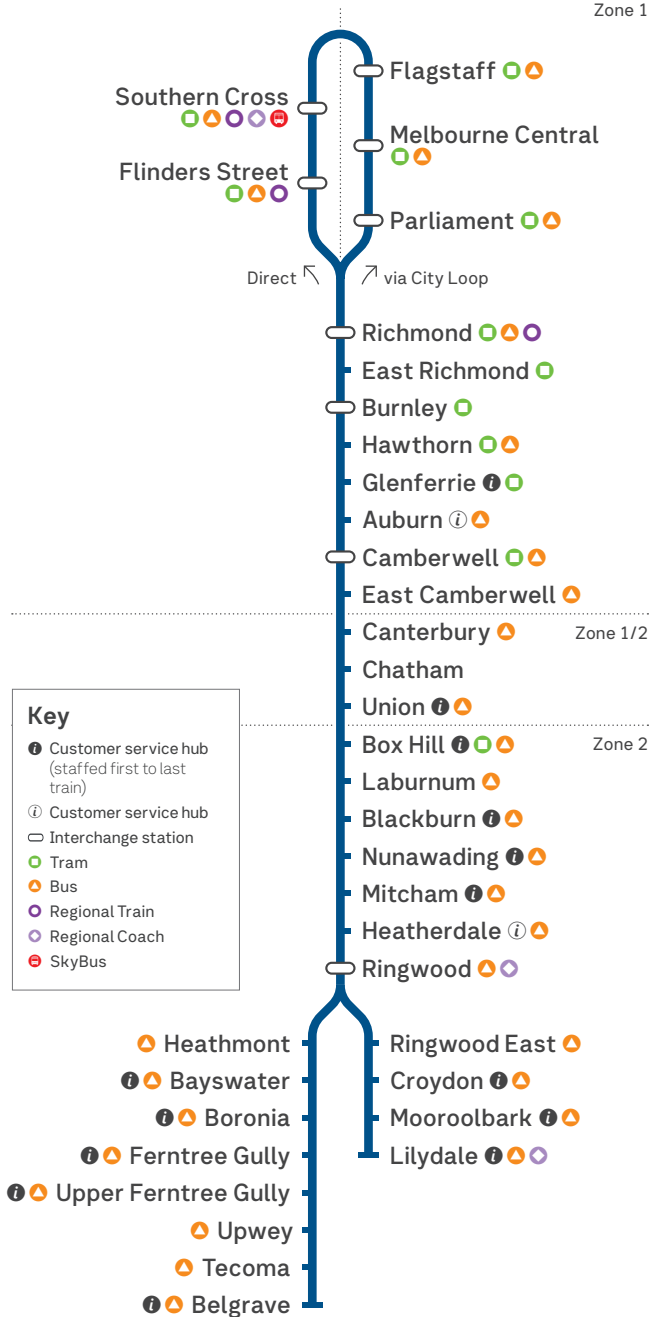 Zone 1
Flagstaff
Southern Cross
Melbourne Central
Flinders Street
Parliament
Direct
via City Loop
Richmond
East Richmond
Burnley
Hawthorn
Glenferrie i
Auburn i
Camberwell
East Camberwell
Canterbury
Zone 1/2
Chatham
Union i
Box Hill i
Zone 2
Laburnum
Blackburn i
Nunawading i
Mitcham i
Heatherdale i
Ringwood
Key
i Customer service hub
(staffed first to last
train)
i Customer service hub
Interchange station
Tram
Bus
Regional Train
Regional Coach
SkyBus
Heathmont
i Bayswater
i Boronia
i Ferntree Gully
i Upper Ferntree Gully
Upwey
Tecoma
i Belgrave
Ringwood East
Croydon i
Mooroolbark i
Lilydale i